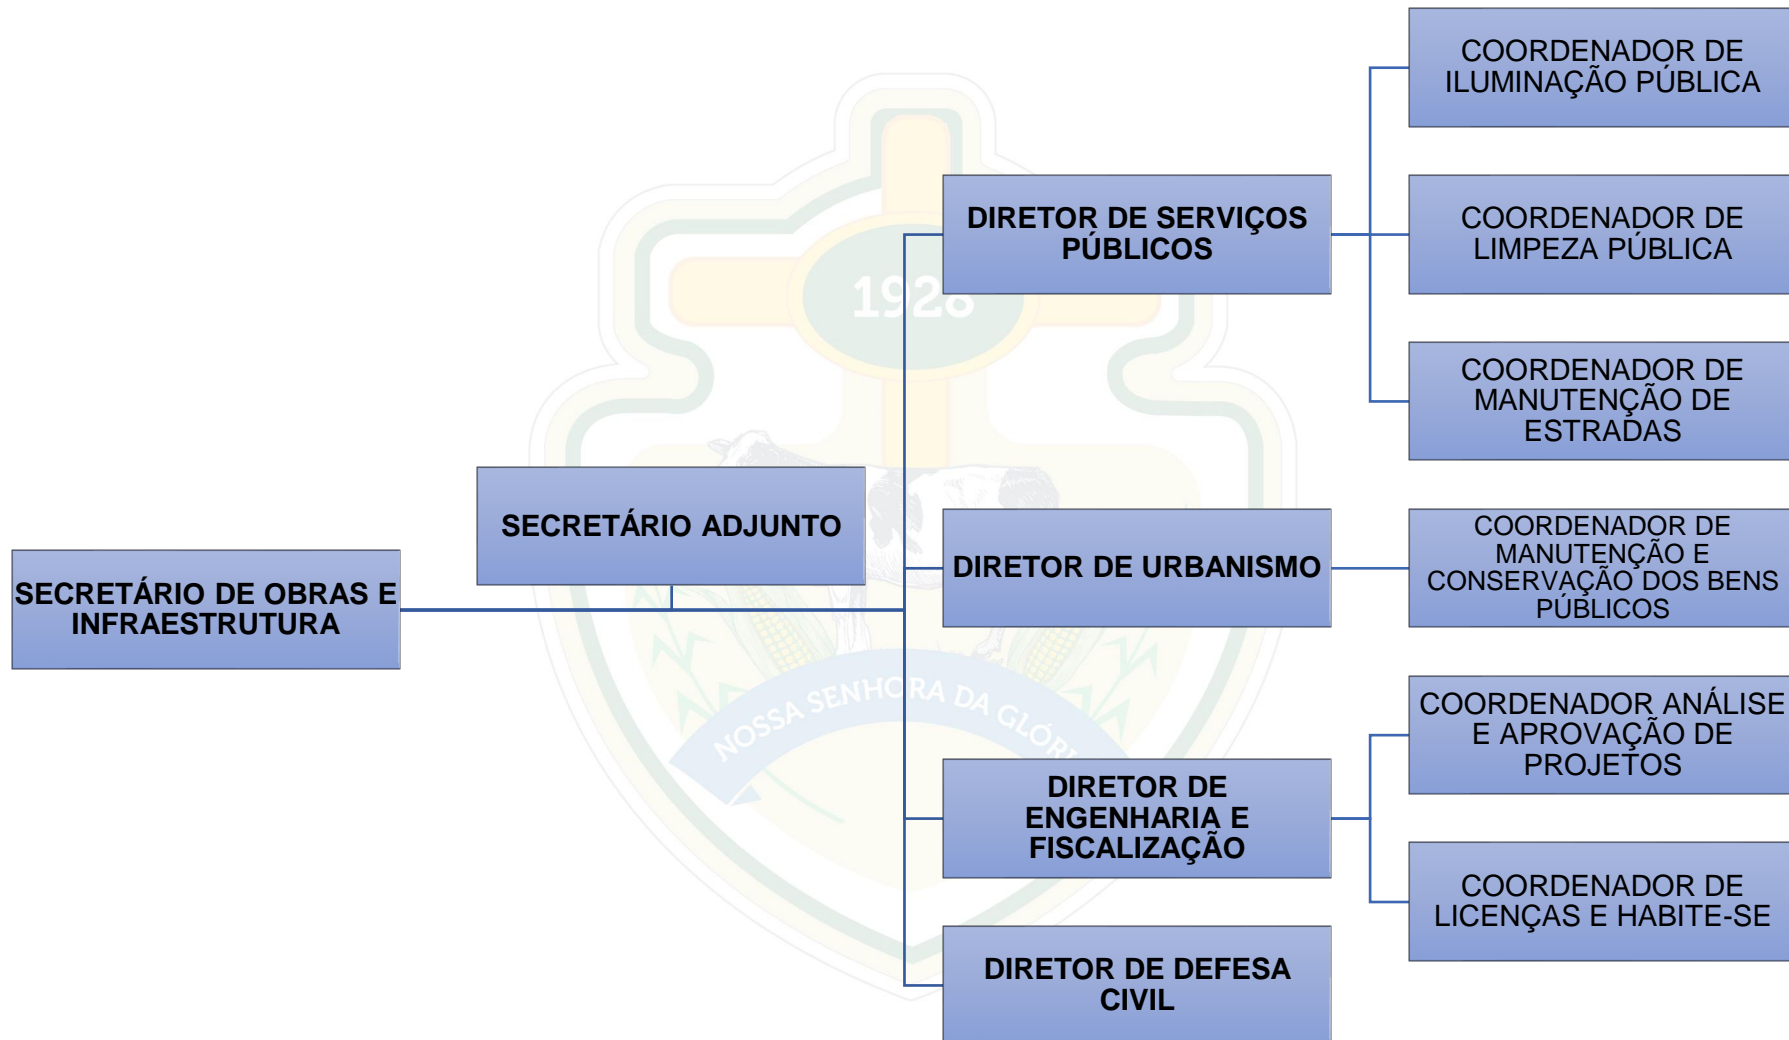 SECRETÁRIO DE OBRAS E
INFRAESTRUTURA
SECRETÁRIO ADJUNTO
DIRETOR DE SERVIÇOS
PÚBLICOS
COORDENADOR DE
ILUMINAÇÃO PÚBLICA
COORDENADOR DE
LIMPEZA PÚBLICA
COORDENADOR DE
MANUTENÇÃO DE
ESTRADAS
DIRETOR DE URBANISMO
COORDENADOR DE
MANUTENÇÃO E
CONSERVAÇÃO DOS BENS
PÚBLICOS
DIRETOR DE
ENGENHARIA E
FISCALIZAÇÃO
COORDENADOR ANÁLISE
E APROVAÇÃO DE
PROJETOS
COORDENADOR DE
LICENÇAS E HABITE-SE
DIRETOR DE DEFESA
CIVIL
1928
NOSSA SENHORA DA GLÓRIA